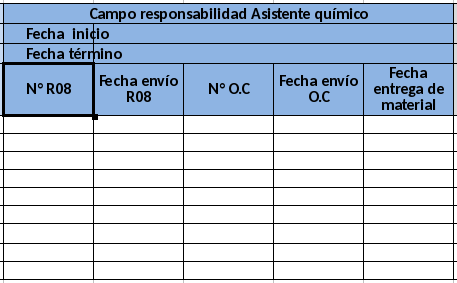 Campo responsabilidad Asistente químico
Fecha inicio
Fecha término
N° R08
Fecha envío
R08
N° O.C
Fecha envío
O.C
Fecha
entrega de
material